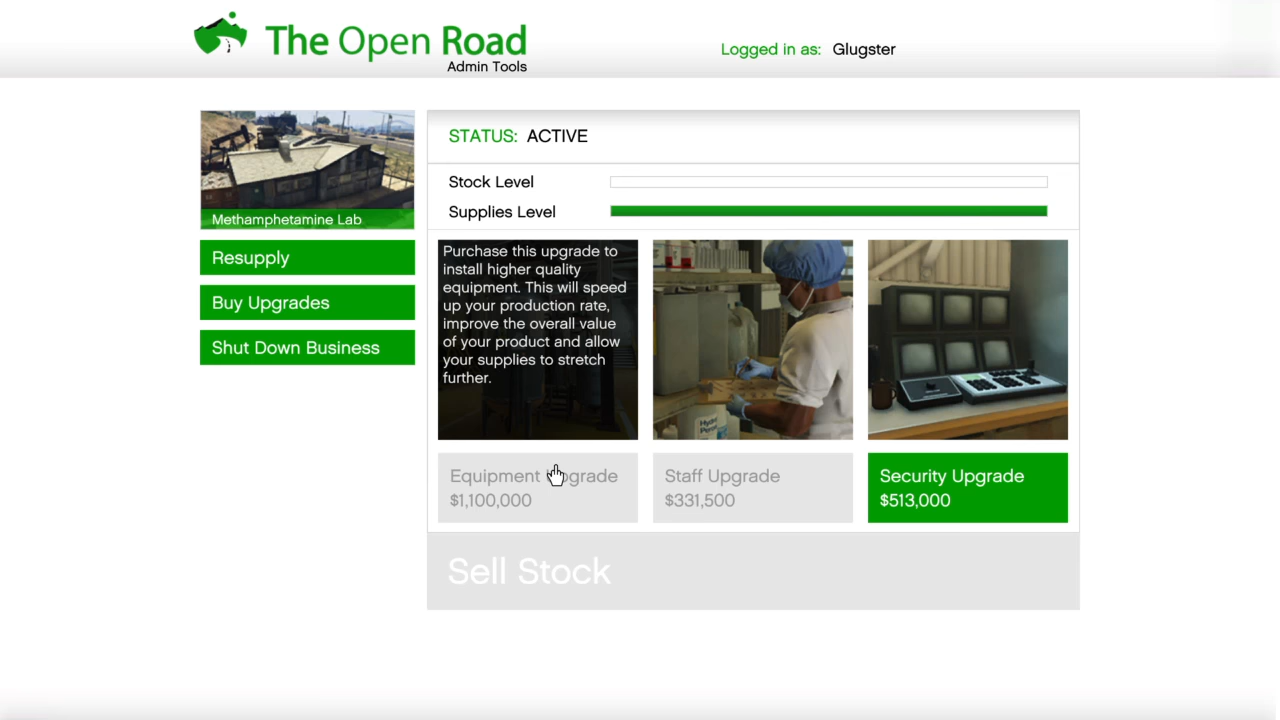 The Open Road
Admin Tools
Logged in as: Glugster
Methamphetamine Lab
Resupply
Buy Upgrades
Shut Down Business
STATUS: ACTIVE
Stock Level
Supplies Level
Purchase this upgrade to
install higher quality
equipment. This will speed
up your production rate,
improve the overall value
of your product and allow
your supplies to stretch
further.
Equipment Upgrade
$1,100,000
Staff Upgrade
$331,500
Security Upgrade
$513,000
Sell Stock